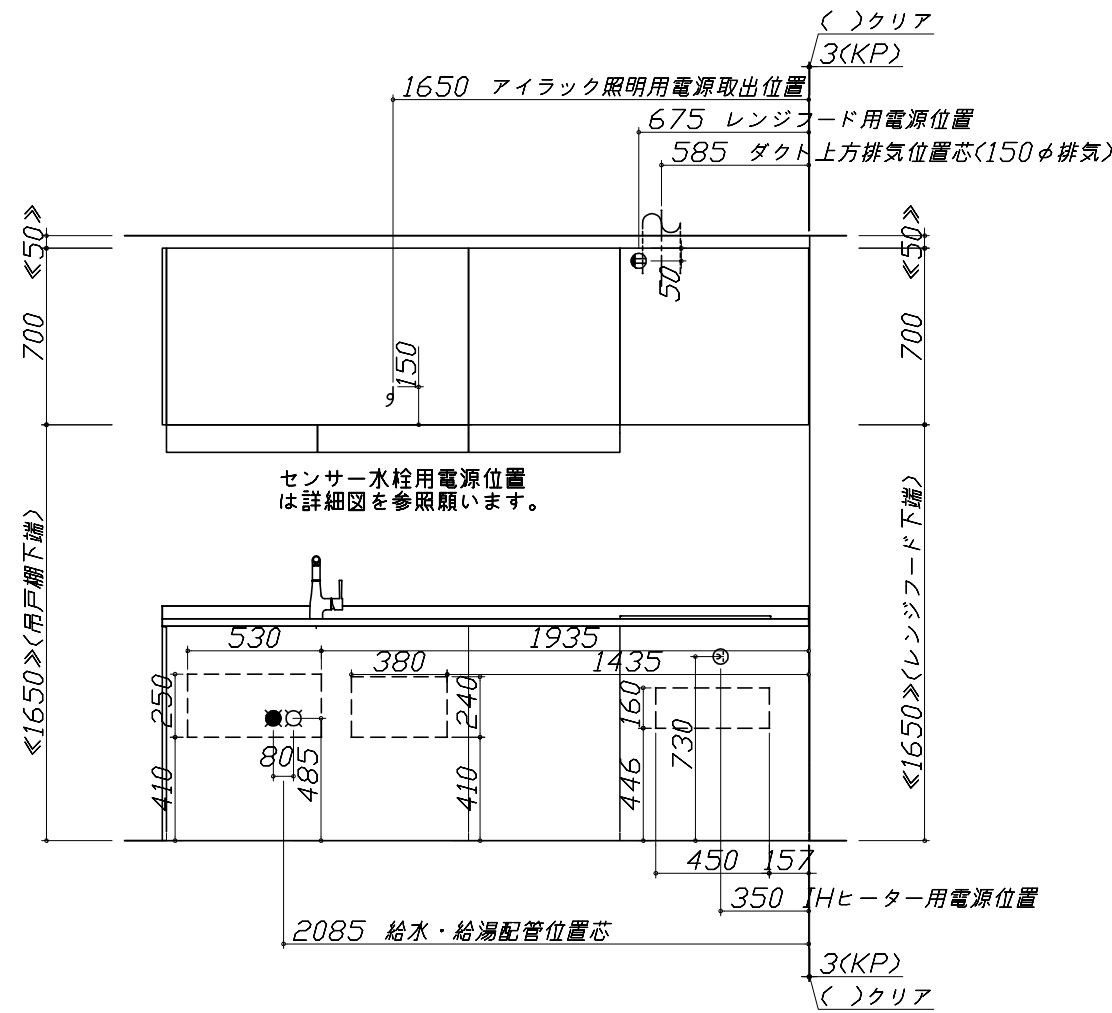 ( )クリア
3(KP)
1650 アイラック照明用電源取出位置
675 レンジフード用電源位置
585 ダクト上方排気位置芯(150φ排気)
≪50≫
≪50≫
50
700
700
150
センサー水栓用電源位置
は詳細図を参照願います。
≪1650≫(吊戸棚下端)
≪1650≫(レンジフード下端)
530
1935
380
1435
250
240
160
730
80
485
410
410
446
450
157
350 IHヒーター用電源位置
2085 給水・給湯配管位置芯
3(KP)
( )クリア